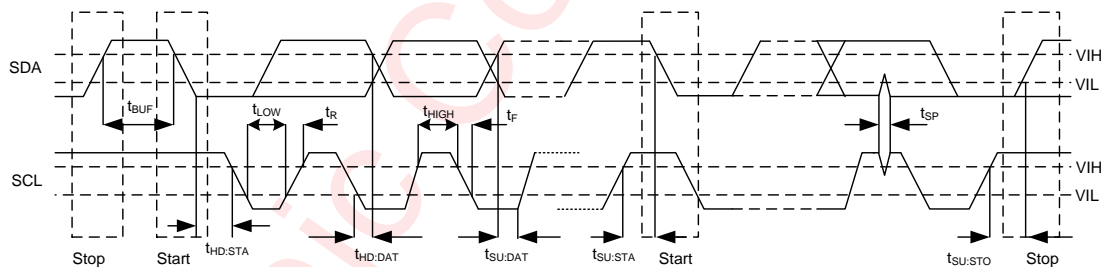 SDA
VIH
VIL
tBUF
tLOW
tR
tHIGH
tF
tSP
SCL
VIH
VIL
tHD:STA
tHD:DAT
tSU:DAT
tSU:STA
tSU:STO
Stop
Start
Start
Stop